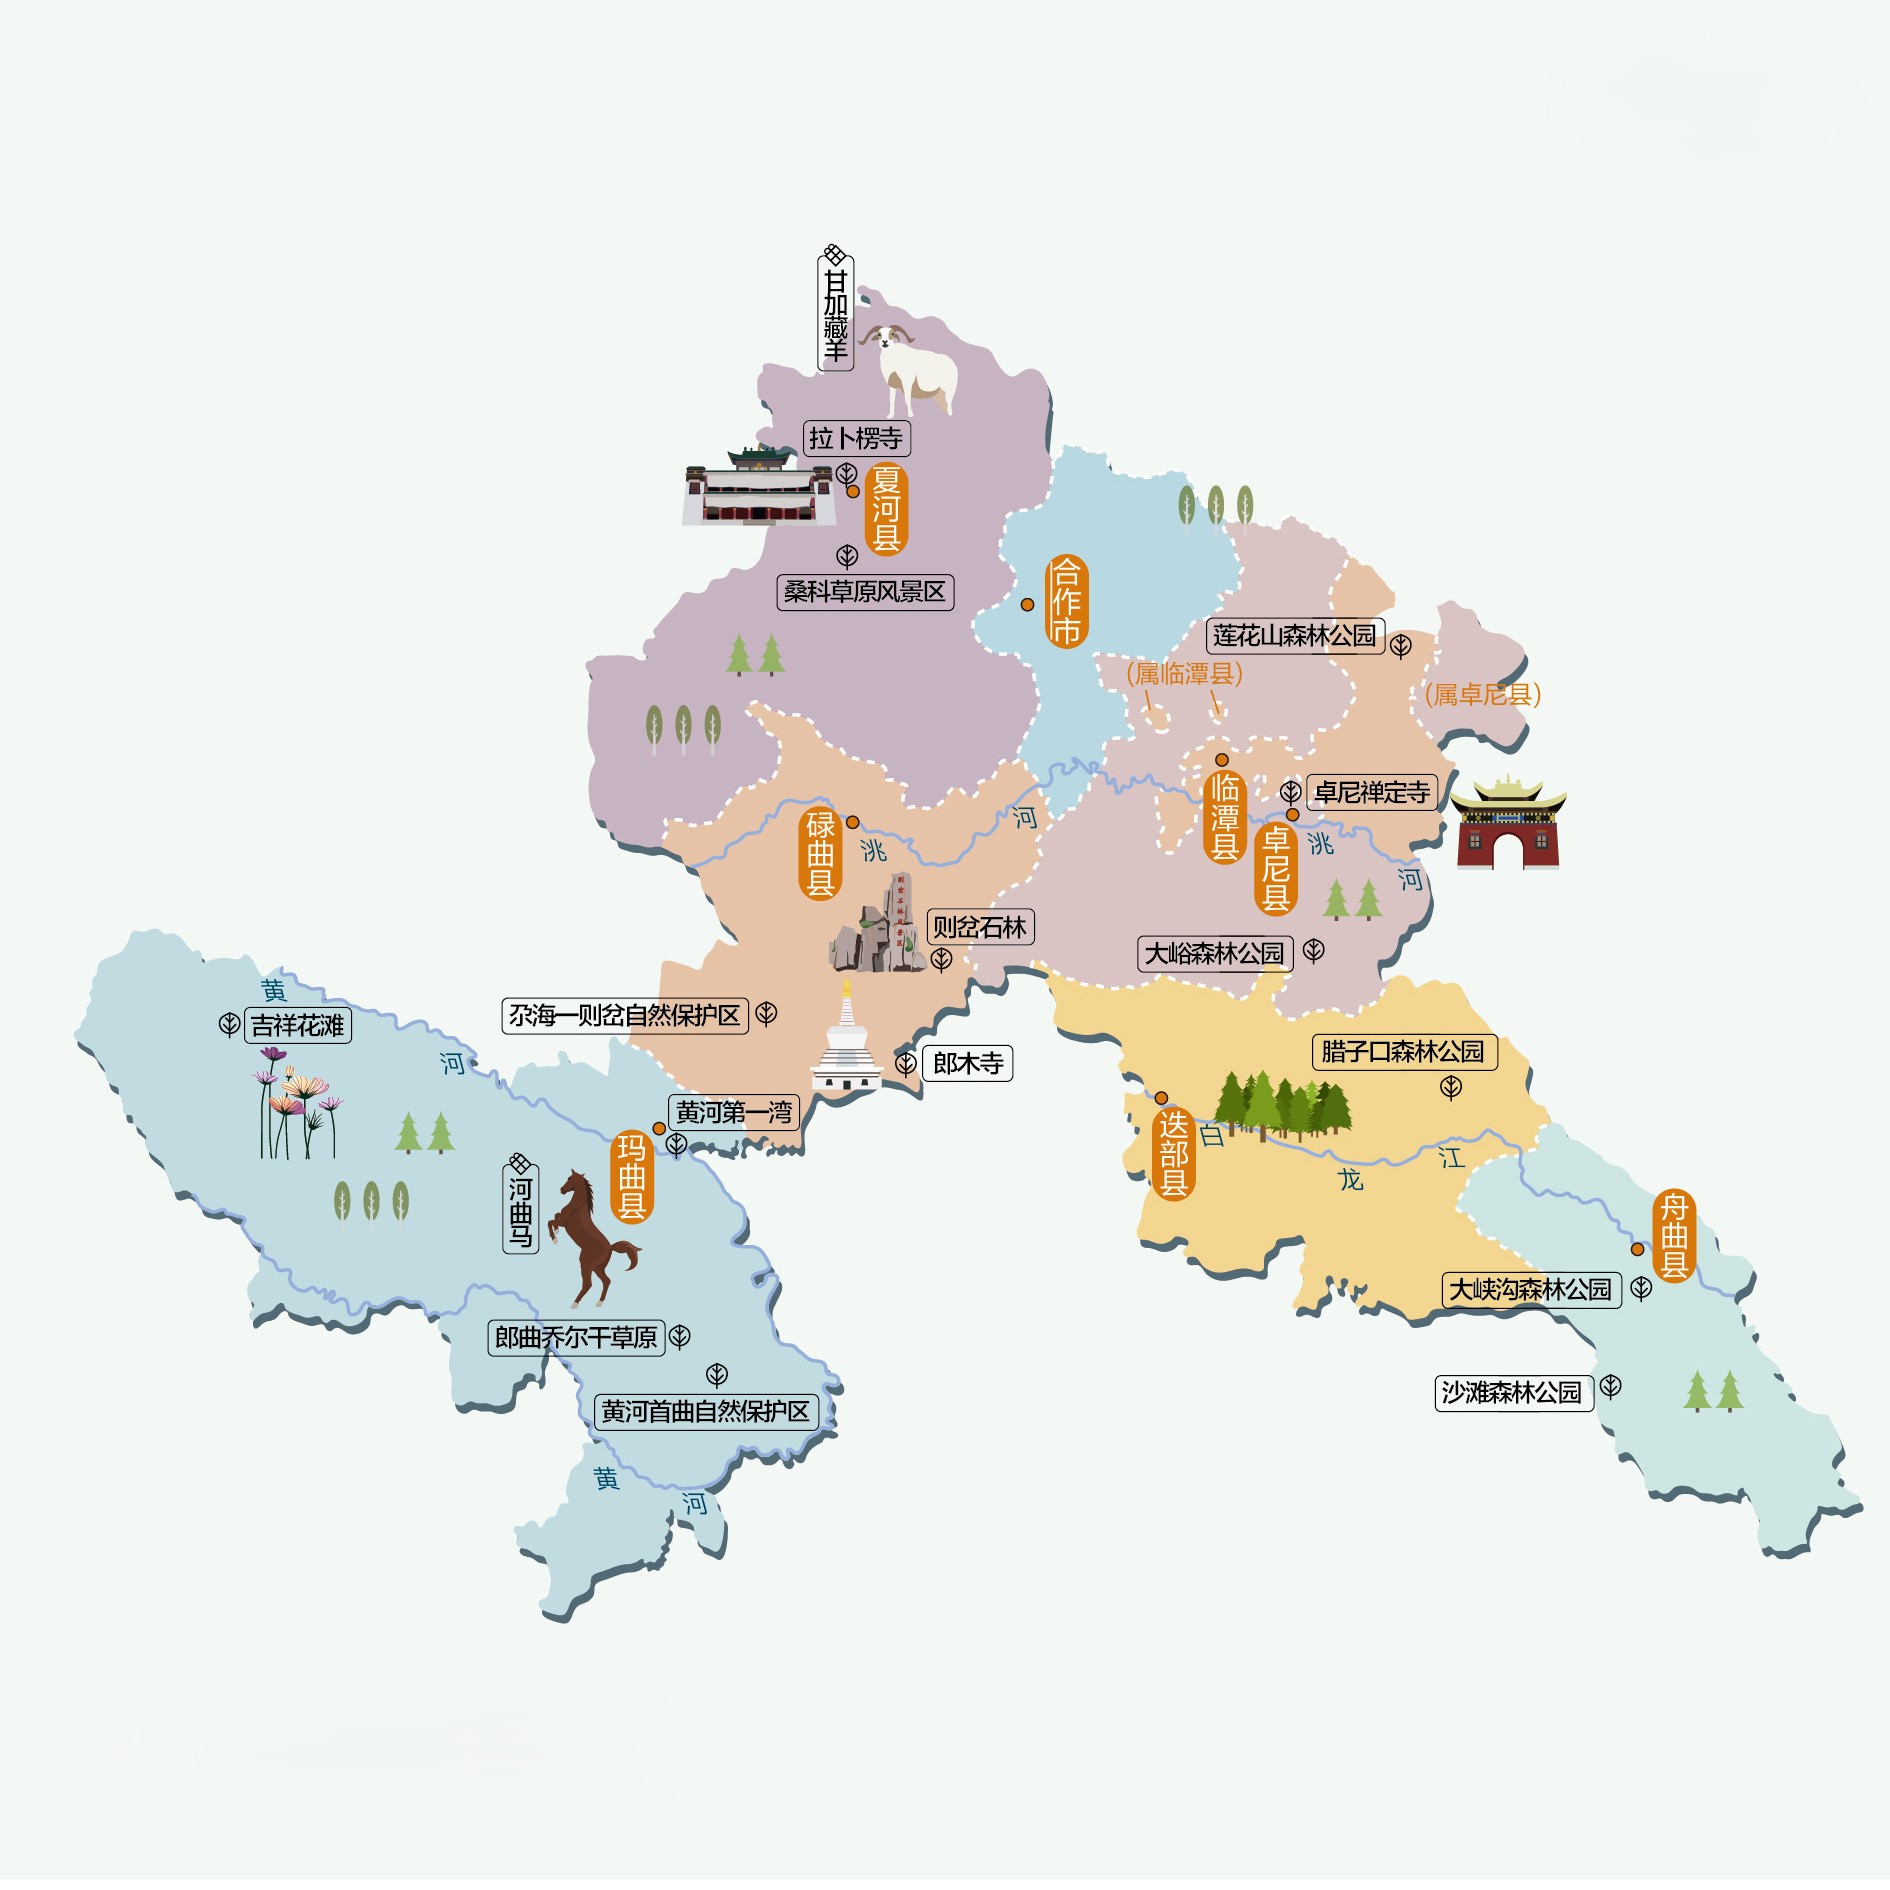 甘加藏羊
拉卜楞寺
夏河县
桑科草原风景区
合作市
莲花山森林公园
(属临潭县)
(属卓尼县)
临潭县
卓尼禅定寺
卓尼县
碌曲县
洮
河
洮
河
则岔石林景区
则岔石林
大峪森林公园
尕海一则岔自然保护区
郎木寺
黄
河
吉祥花滩
黄河第一湾
玛曲县
河曲马
腊子口森林公园
迭部县
白
龙
江
舟曲县
大峡沟森林公园
沙滩森林公园
郎曲乔尔干草原
黄河首曲自然保护区
黄
河